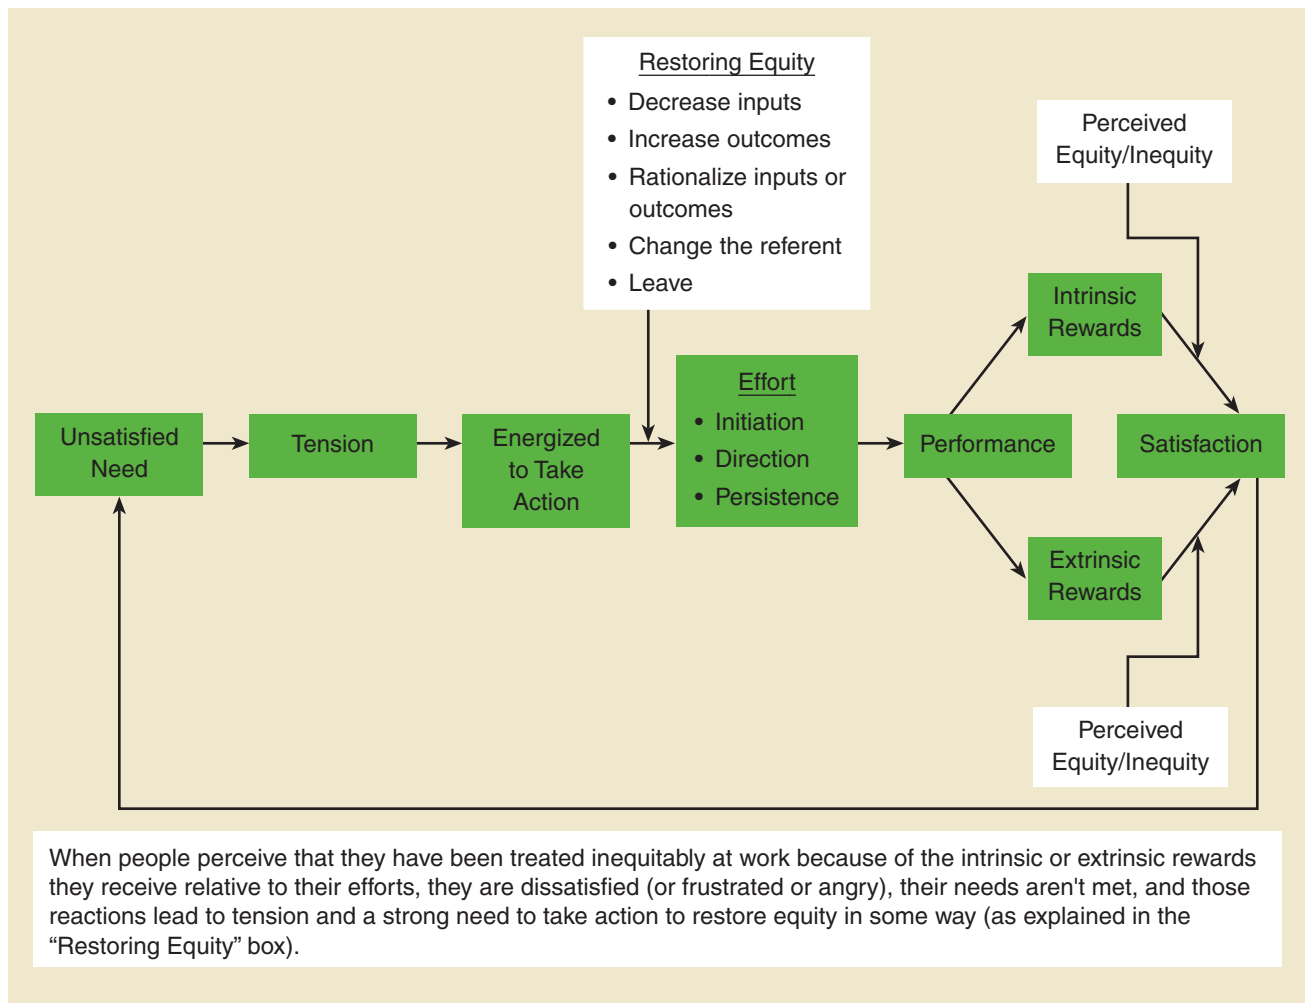 Restoring Equity
• Decrease inputs
• Increase outcomes
• Rationalize inputs or
outcomes
• Change the referent
• Leave
Perceived
Equity/Inequity
Intrinsic
Rewards
Unsatisfied
Need
Tension
Energized
to Take
Action
Effort
• Initiation
• Direction
• Persistence
Performance
Satisfaction
Extrinsic
Rewards
Perceived
Equity/Inequity
When people perceive that they have been treated inequitably at work because of the intrinsic or extrinsic rewards
they receive relative to their efforts, they are dissatisfied (or frustrated or angry), their needs aren't met, and those
reactions lead to tension and a strong need to take action to restore equity in some way (as explained in the
“Restoring Equity” box).